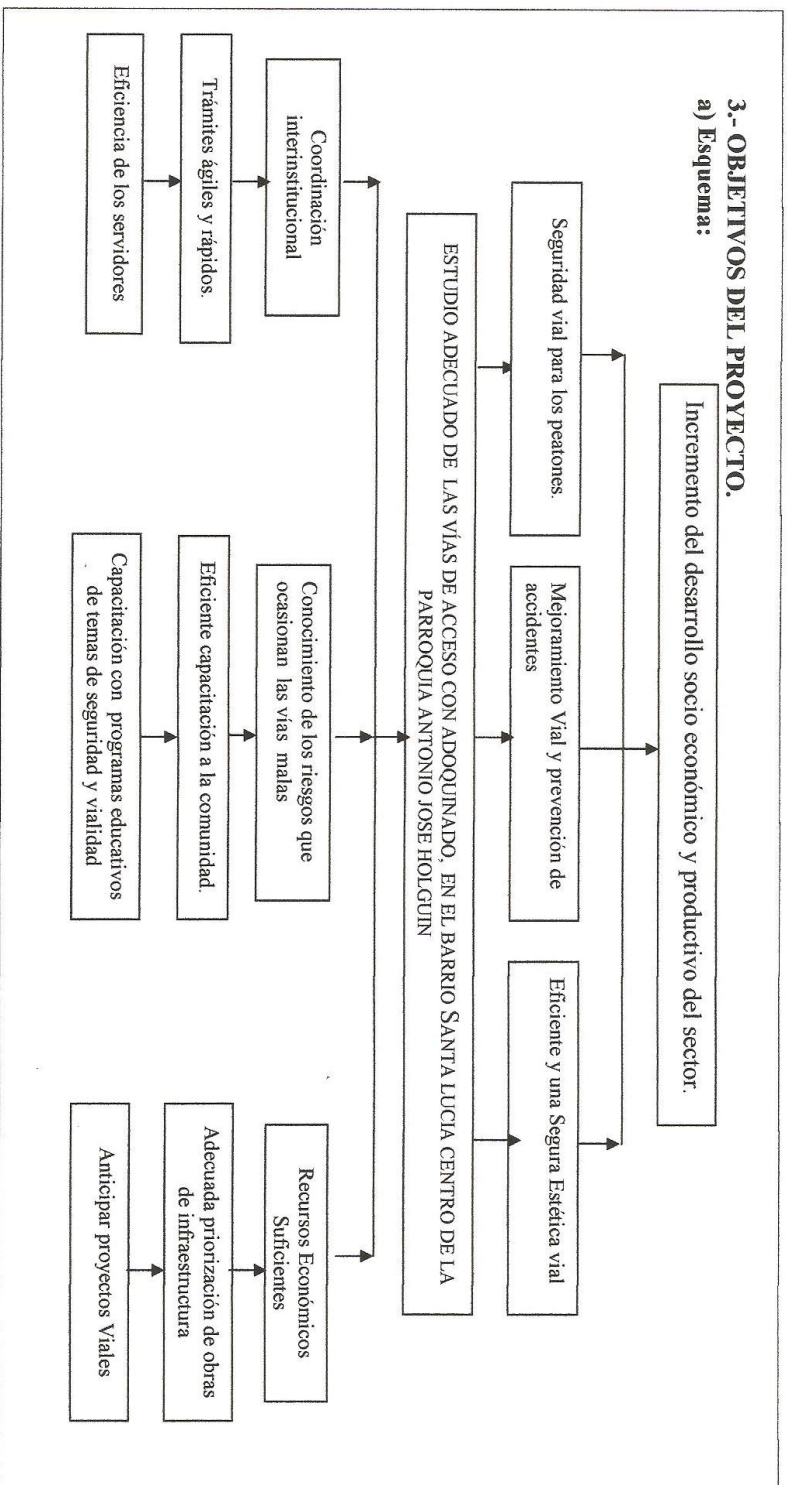 3.- OBJETIVOS DEL PROYECTO.
a) Esquema:
Incremento del desarrollo socio económico y productivo del sector.
Seguridad vial para los peatones.
Mejoramiento Vial y prevención de
accidentes
Eficiente y una Segura Estética vial
ESTUDIO ADECUADO DE LAS VÍAS DE ACCESO CON ADOQUINADO, EN EL BARRIO SANTA LUCIA CENTRO DE LA
PARROQUIA ANTONIO JOSE HOLGUIN
Coordinación
interinstitucional
Conocimiento de los riesgos que
ocasionan las vías malas
Recursos Económicos
Suficientes
Trámites ágiles y rápidos.
Eficiente capacitación a la comunidad.
Adecuada priorización de obras
de infraestructura
Eficiencia de los servidores
Capacitación con programas educativos
de temas de seguridad y vialidad
Anticipar proyectos Viales